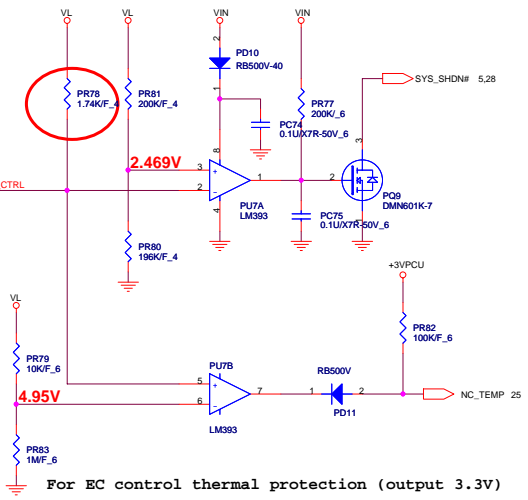 VL VL VIN VIN
2
PD10
RB500V-40
1
SYS_SHDN# 5,28
PR78
1.74K/F_4
PR81
200K/F_4
PR77
200K/_6
PC74
0.1U/X7R-50V_6
3
2.469V
8
3 +
2 -
1
2
CTRL
4
PU7A
LM393
PQ9
DMN601K-7
1
PC75
0.1U/X7R-50V_6
PR80
196K/F_4
+3VPCU
VL
PR82
100K/F_6
PR79
10K/F_6
PU7B
RB500V
4.95V
5 +
6 -
7
1
2
NC_TEMP 25
PD11
LM393
PR83
1M/F_6
For EC control thermal protection (output 3.3V)